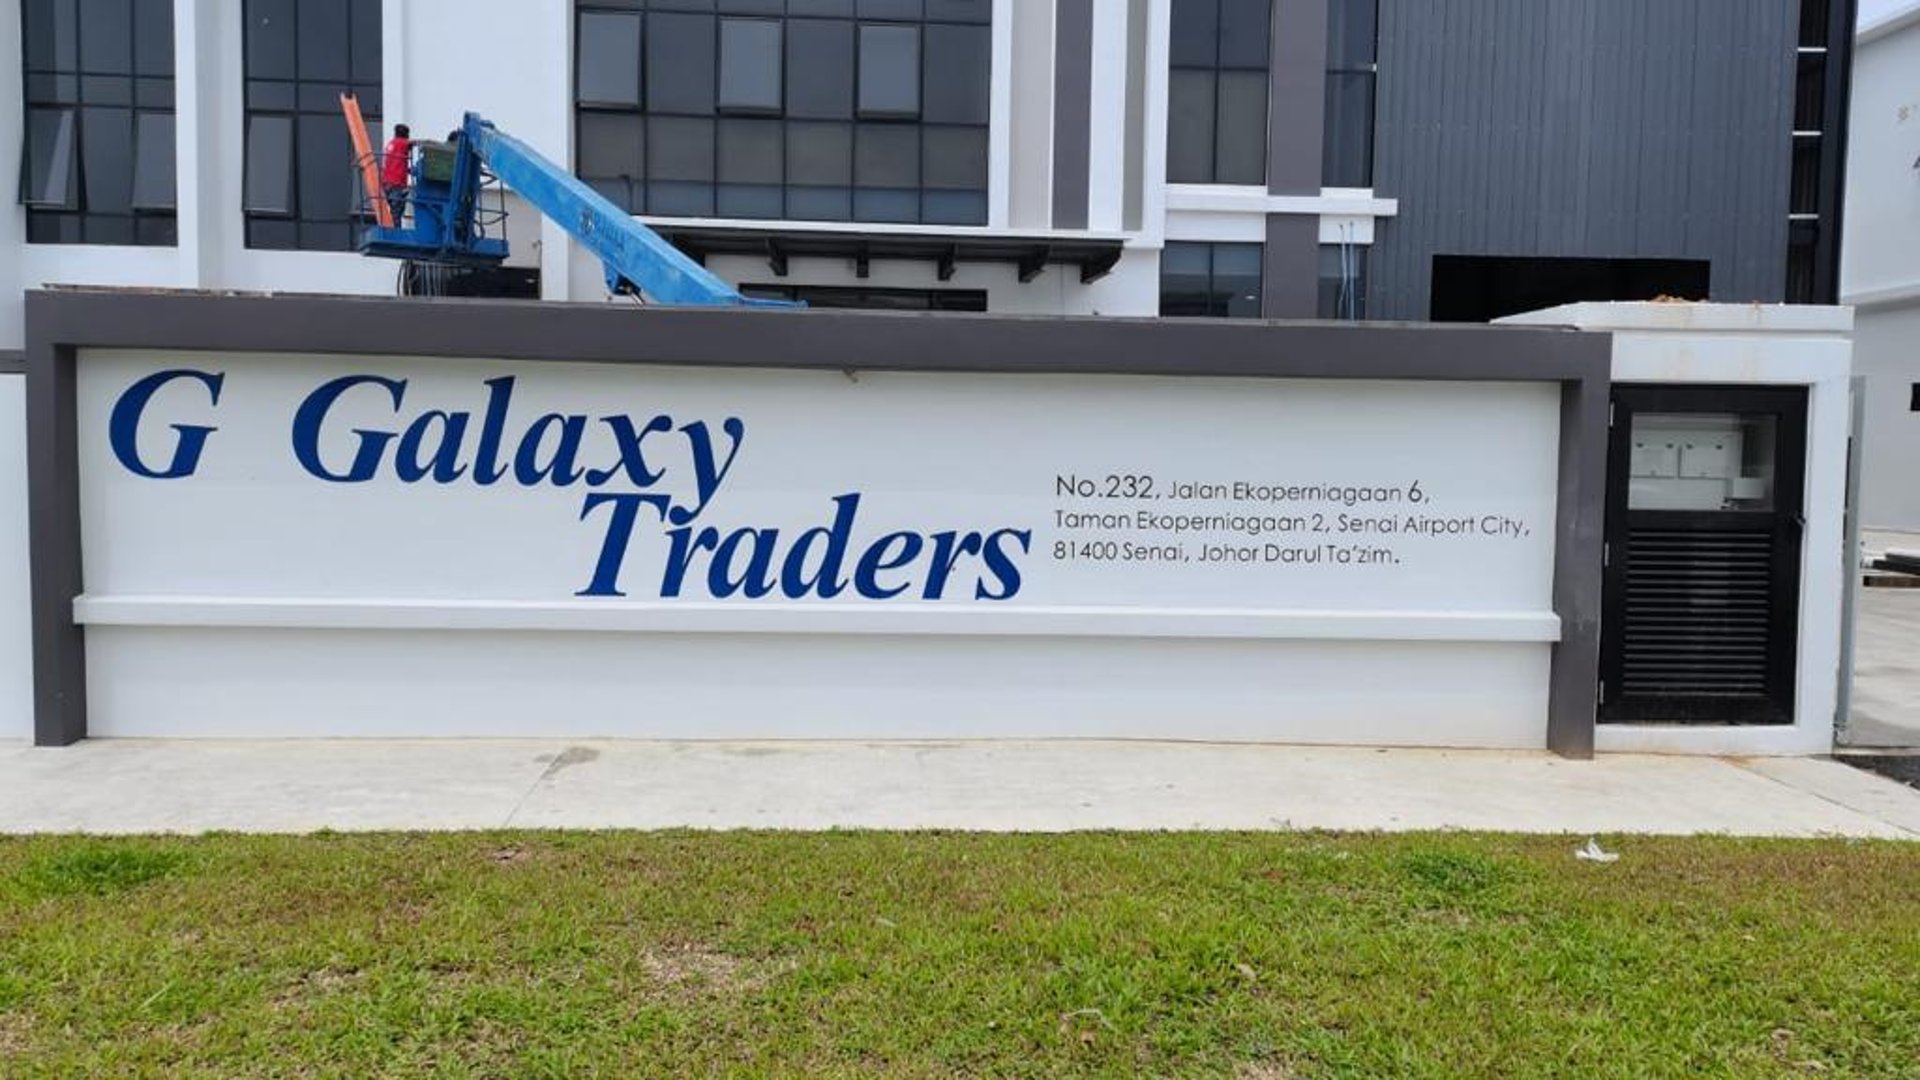 G Galaxy
Traders
No.232, Jalan Ekoperniagaan 6,
Taman Ekoperniagaan 2, Senai Airport City,
81400 Senai, Johor Darul Ta'zim.